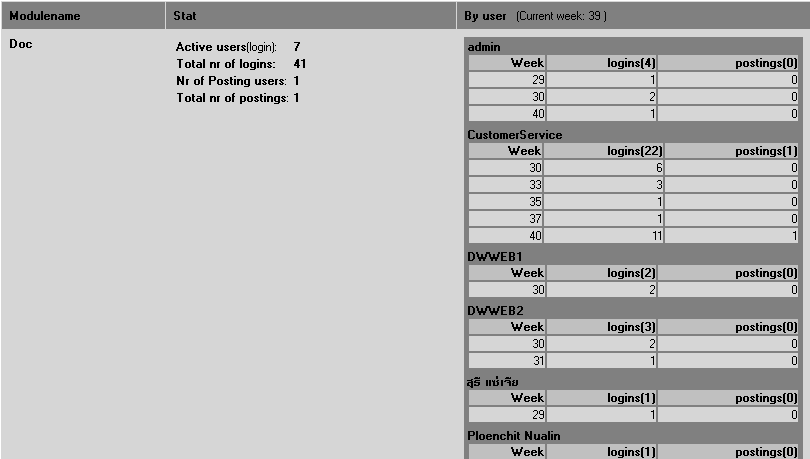 Modulename Stat By user (Current week: 39 )
Doc
Active users(login): 7
Total nr of logins: 41
Nr of Posting users: 1
Total nr of postings: 1
admin
Week logins(4) postings(0)
29 1 0
30 2 0
40 1 0
CustomerService
Week logins(22) postings(1)
30 6 0
33 3 0
35 1 0
37 1 0
40 11 1
DWWEB1
Week logins(2) postings(0)
30 2 0
DWWEB2
Week logins(3) postings(0)
30 2 0
31 1 0
สุธี แซ่เจีย
Week logins(1) postings(0)
29 1 0
Ploenchit Nualin
Week logins(1) postings(0)